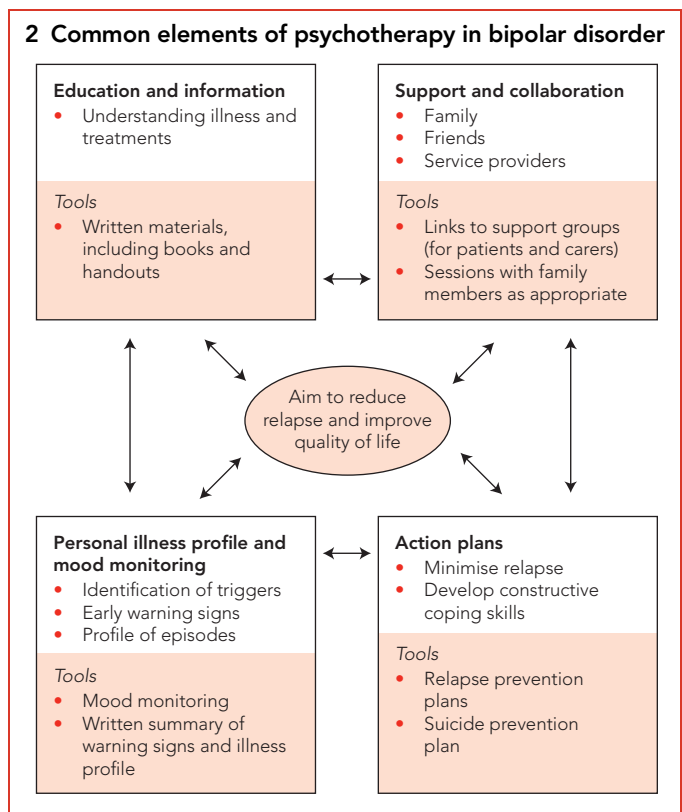 2 Common elements of psychotherapy in bipolar disorder
Education and information
• Understanding illness and
treatments
Tools
• Written materials,
including books and
handouts
Support and collaboration
• Family
• Friends
• Service providers
Tools
• Links to support groups
(for patients and carers)
• Sessions with family
members as appropriate
Aim to reduce
relapse and improve
quality of life
Personal illness profile and
mood monitoring
• Identification of triggers
• Early warning signs
• Profile of episodes
Tools
• Mood monitoring
• Written summary of
warning signs and illness
profile
Action plans
• Minimise relapse
• Develop constructive
coping skills
Tools
• Relapse prevention
plans
• Suicide prevention
plan